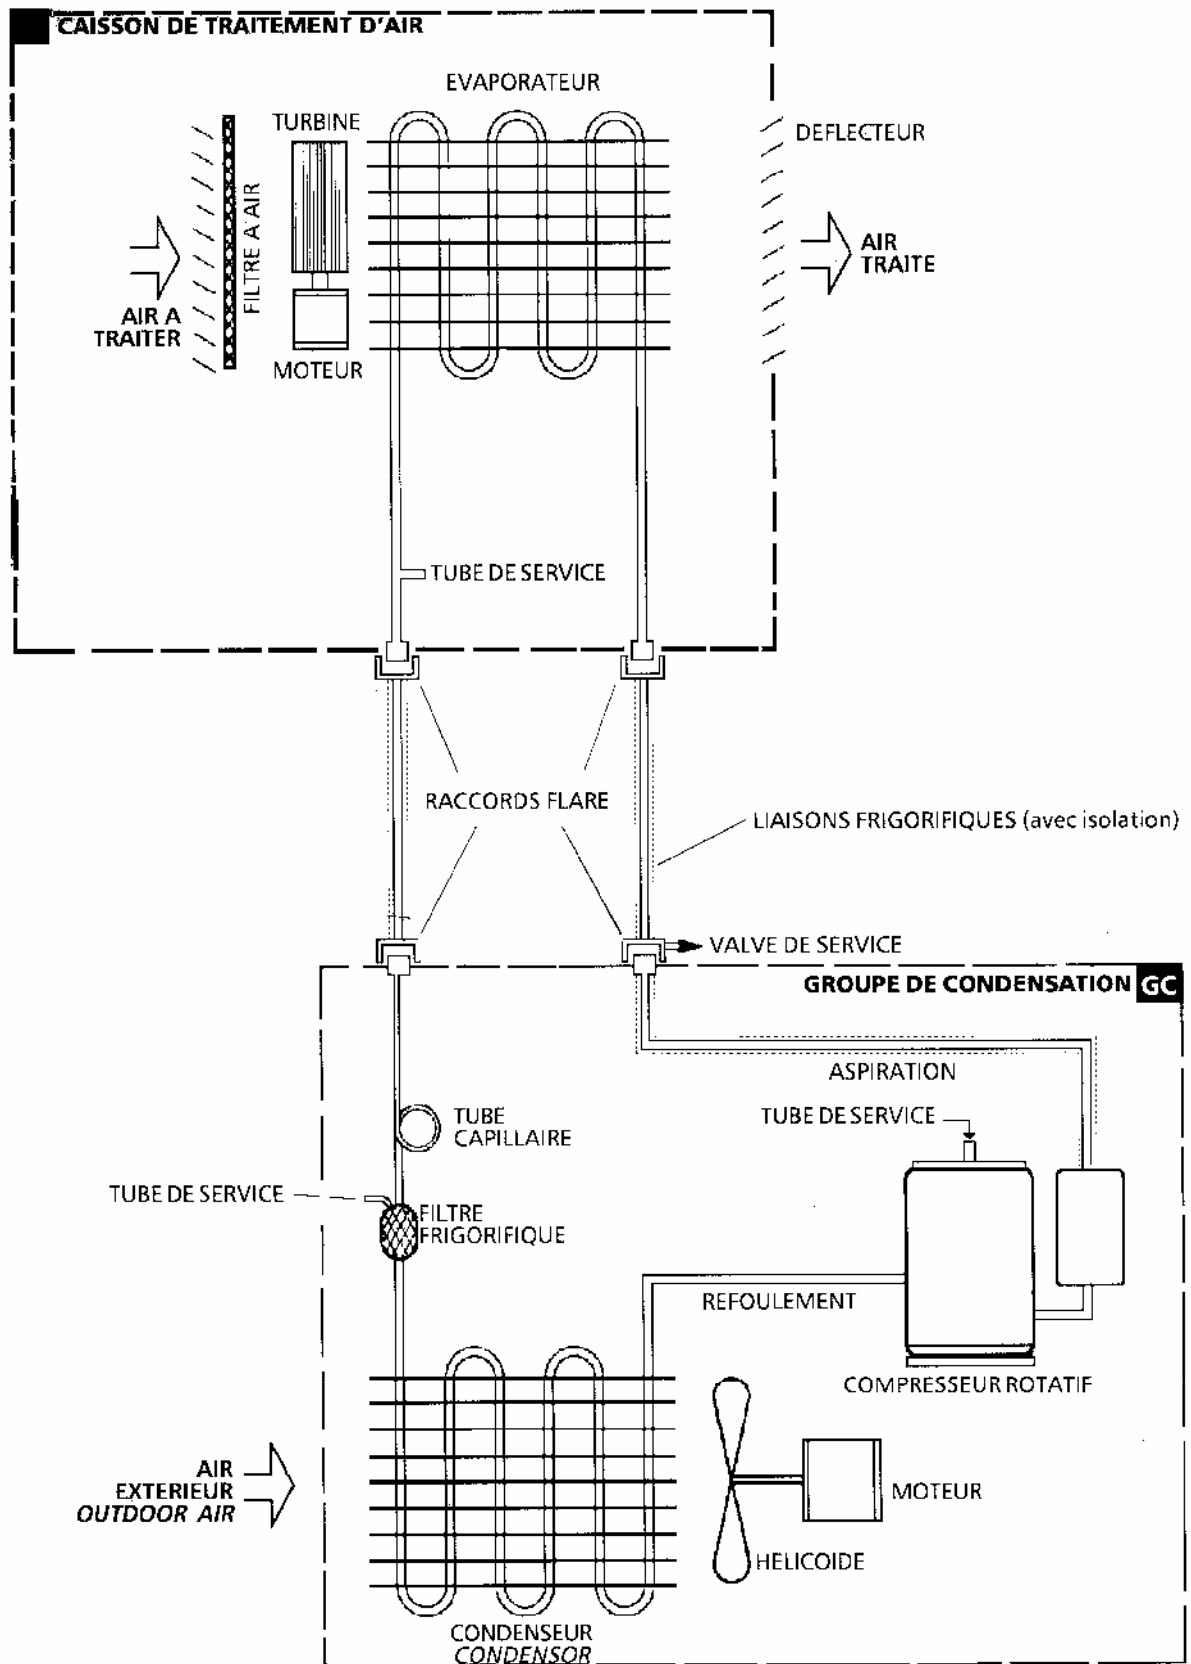 CAISSON DE TRAITEMENT D'AIR
EVAPORATEUR
TURBINE
DEFLECTEUR
FILTRE A AIR
AIR
TRAITE
AIR A
TRAITER
MOTEUR
TUBE DE SERVICE
RACCORDS FLARE
LIAISONS FRIGORIFIQUES (avec isolation)
VALVE DE SERVICE
GROUPE DE CONDENSATION GC
ASPIRATION
TUBE DE SERVICE
TUBE
CAPILLAIRE
TUBE DE SERVICE
FILTRE
FRIGORIFIQUE
REFOULEMENT
COMPRESSEUR ROTATIF
AIR
EXTERIEUR
OUTDOOR AIR
MOTEUR
HELICOIDE
CONDENSEUR
CONDENSOR